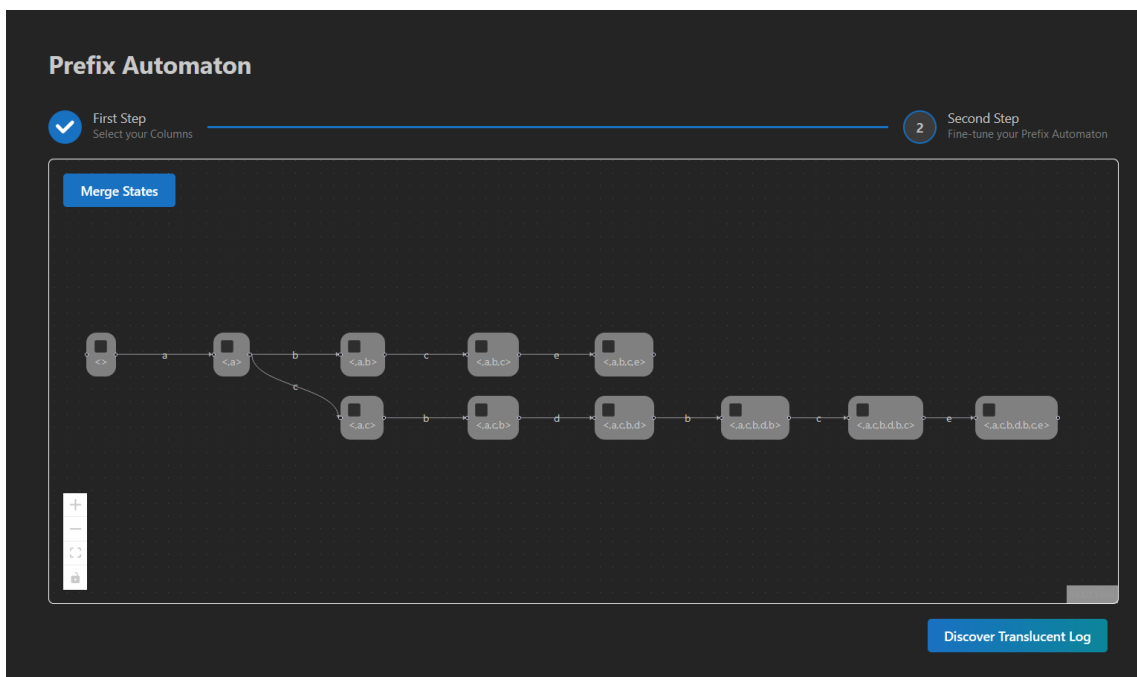 Prefix Automaton
First Step
Select your Columns
2
Second Step
Fine-tune your Prefix Automaton
Merge States
a
b
c
e
<>
<,a>
<,a,b>
<,a,b,c>
<,a,b,c,e>
c
b
d
b
c
e
<,a,c>
<,a,c,b>
<,a,c,b,d>
<,a,c,b,d,b>
<,a,c,b,d,b,c>
<,a,c,b,d,b,c,e>
Discover Translucent Log